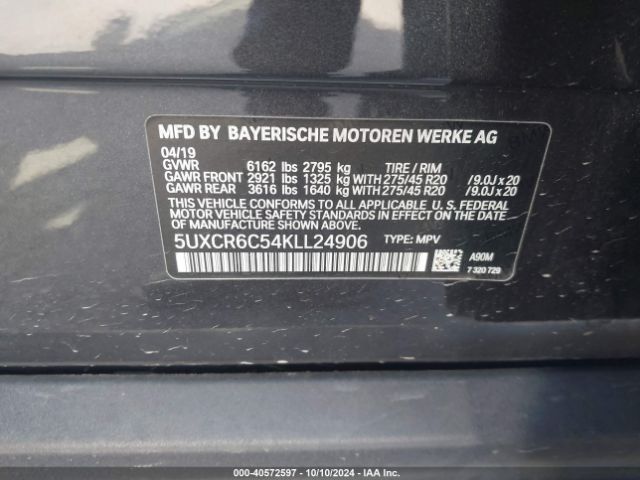 MFD BY BAYERISCHE MOTOREN WERKE AG
04/19
GVWR 6162 lbs 2795 kg TIRE / RIM
GAWR FRONT 2921 lbs 1325 kg WITH 275/45 R20 /9.0J x 20
GAWR REAR 3616 lbs 1640 kg WITH 275/45 R20 /9.0J x 20
THIS VEHICLE CONFORMS TO ALL APPLICABLE U. S. FEDERAL
MOTOR VEHICLE SAFETY STANDARDS IN EFFECT ON THE DATE OF
MANUFACTURE SHOWN ABOVE.
5UXCR6C54KLL24906 TYPE: MPV
A90M
7 320 729
000-40572597 - 10/10/2024 - IAA Inc.